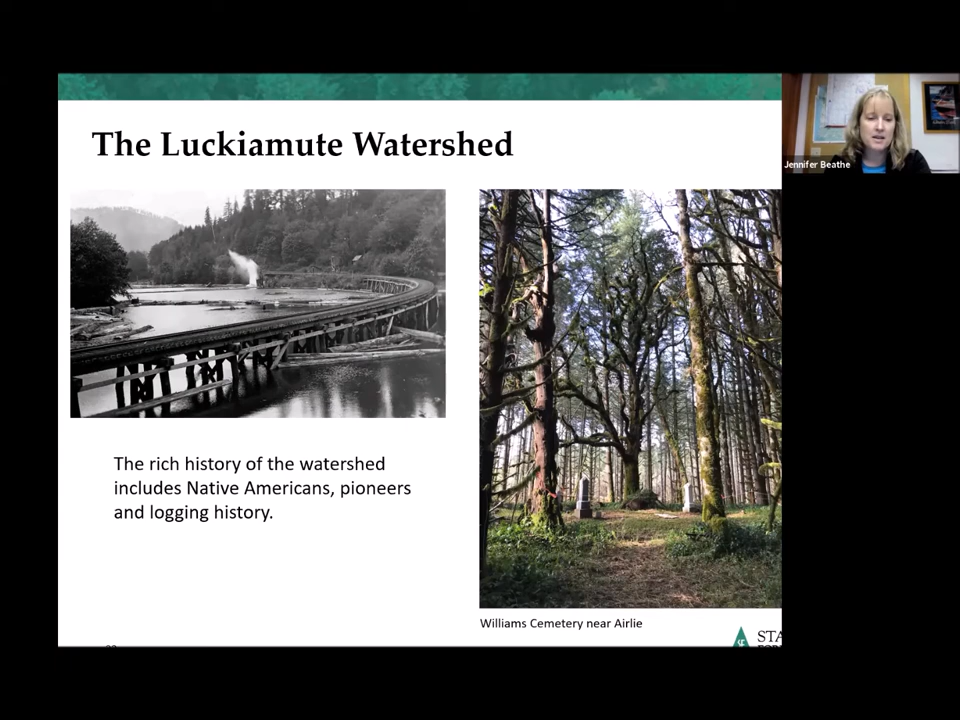 The Luckiamute Watershed
Jennifer Beathe
The rich history of the watershed
includes Native Americans, pioneers
and logging history.
Williams Cemetery near Airlie
STA